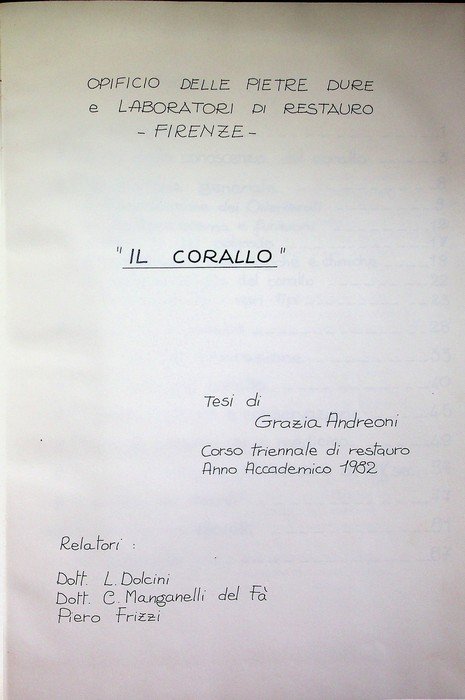 OPIFICIO DELLE PIETRE DURE
e LABORATORI DI RESTAURO
- FIRENZE -
"IL CORALLO"
Tesi di
Grazia Andreoni
Corso triennale di restauro
Anno Accademico 1982
Relatori :
Dott. L. Dolcini
Dott. C. Manganelli del Fà
Piero Frizzi